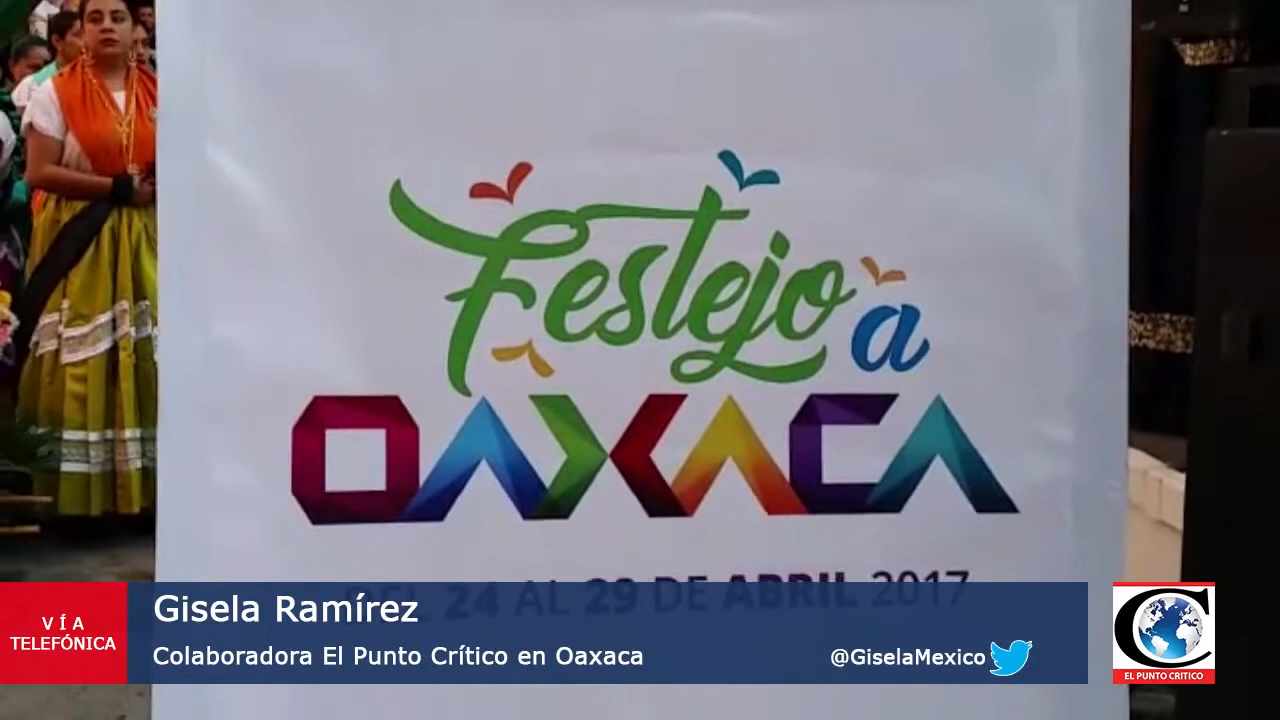 Festejo a
OAXACA
DEL 24 AL 29 DE ABRIL 2017
VÍA
TELEFÓNICA
Gisela Ramírez
Colaboradora El Punto Crítico en Oaxaca
@GiselaMexico
C
EL PUNTO CRITICO